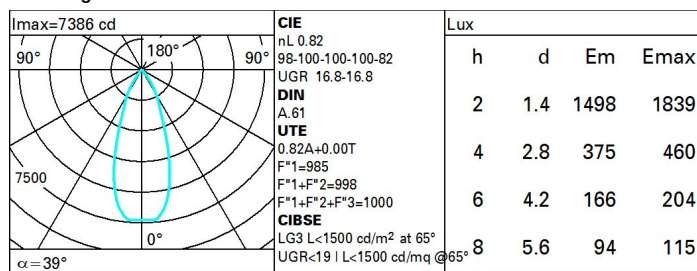 Imax=7386 cd
90° 180° 90°
7500
0°
α=39°
CIE
nL 0.82
98-100-100-100-82
UGR 16.8-16.8
DIN
A.61
UTE
0.82A+0.00T
F"1=985
F"1+F"2=998
F"1+F"2+F"3=1000
CIBSE
LG3 L<1500 cd/m² at 65°
UGR<19 | L<1500 cd/mq @65°
Lux
h d Em Emax
2 1.4 1498 1839
4 2.8 375 460
6 4.2 166 204
8 5.6 94 115